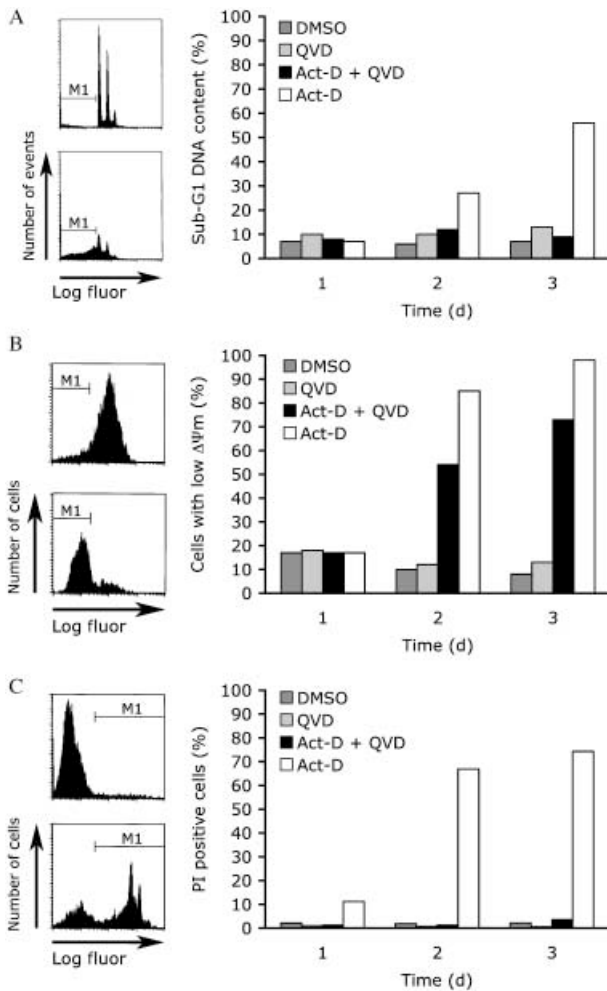 A
M1
M1
Number of events
Log fluor
Sub-G1 DNA content (%)
100
90
80
70
60
50
40
30
20
10
0
DMSO
QVD
Act-D + QVD
Act-D
1 2 3
Time (d)
B
M1
M1
Number of cells
Log fluor
Cells with low ΔΨm (%)
100
90
80
70
60
50
40
30
20
10
0
DMSO
QVD
Act-D + QVD
Act-D
1 2 3
Time (d)
C
M1
M1
Number of cells
Log fluor
PI positive cells (%)
100
90
80
70
60
50
40
30
20
10
0
DMSO
QVD
Act-D + QVD
Act-D
1 2 3
Time (d)